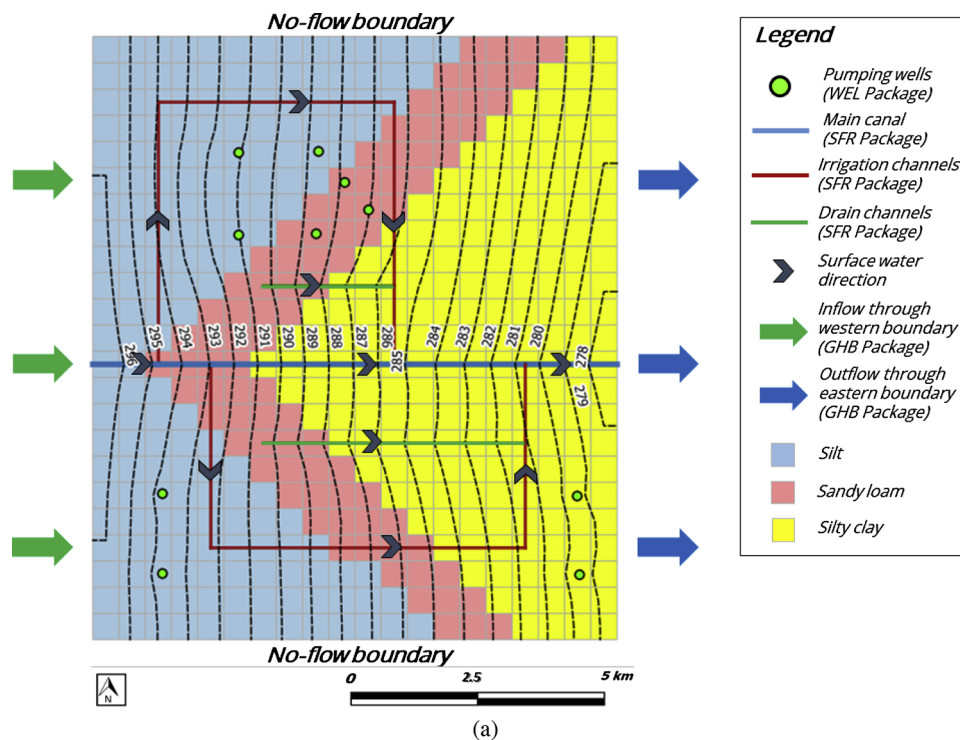 No-flow boundary
296
295
294
293
292
291
290
289
288
287
286
285
284
283
282
281
280
279
278
No-flow boundary
N
0
2.5
5 km
(a)
Legend
Pumping wells
(WEL Package)
Main canal
(SFR Package)
Irrigation channels
(SFR Package)
Drain channels
(SFR Package)
Surface water
direction
Inflow through
western boundary
(GHB Package)
Outflow through
eastern boundary
(GHB Package)
Silt
Sandy loam
Silty clay